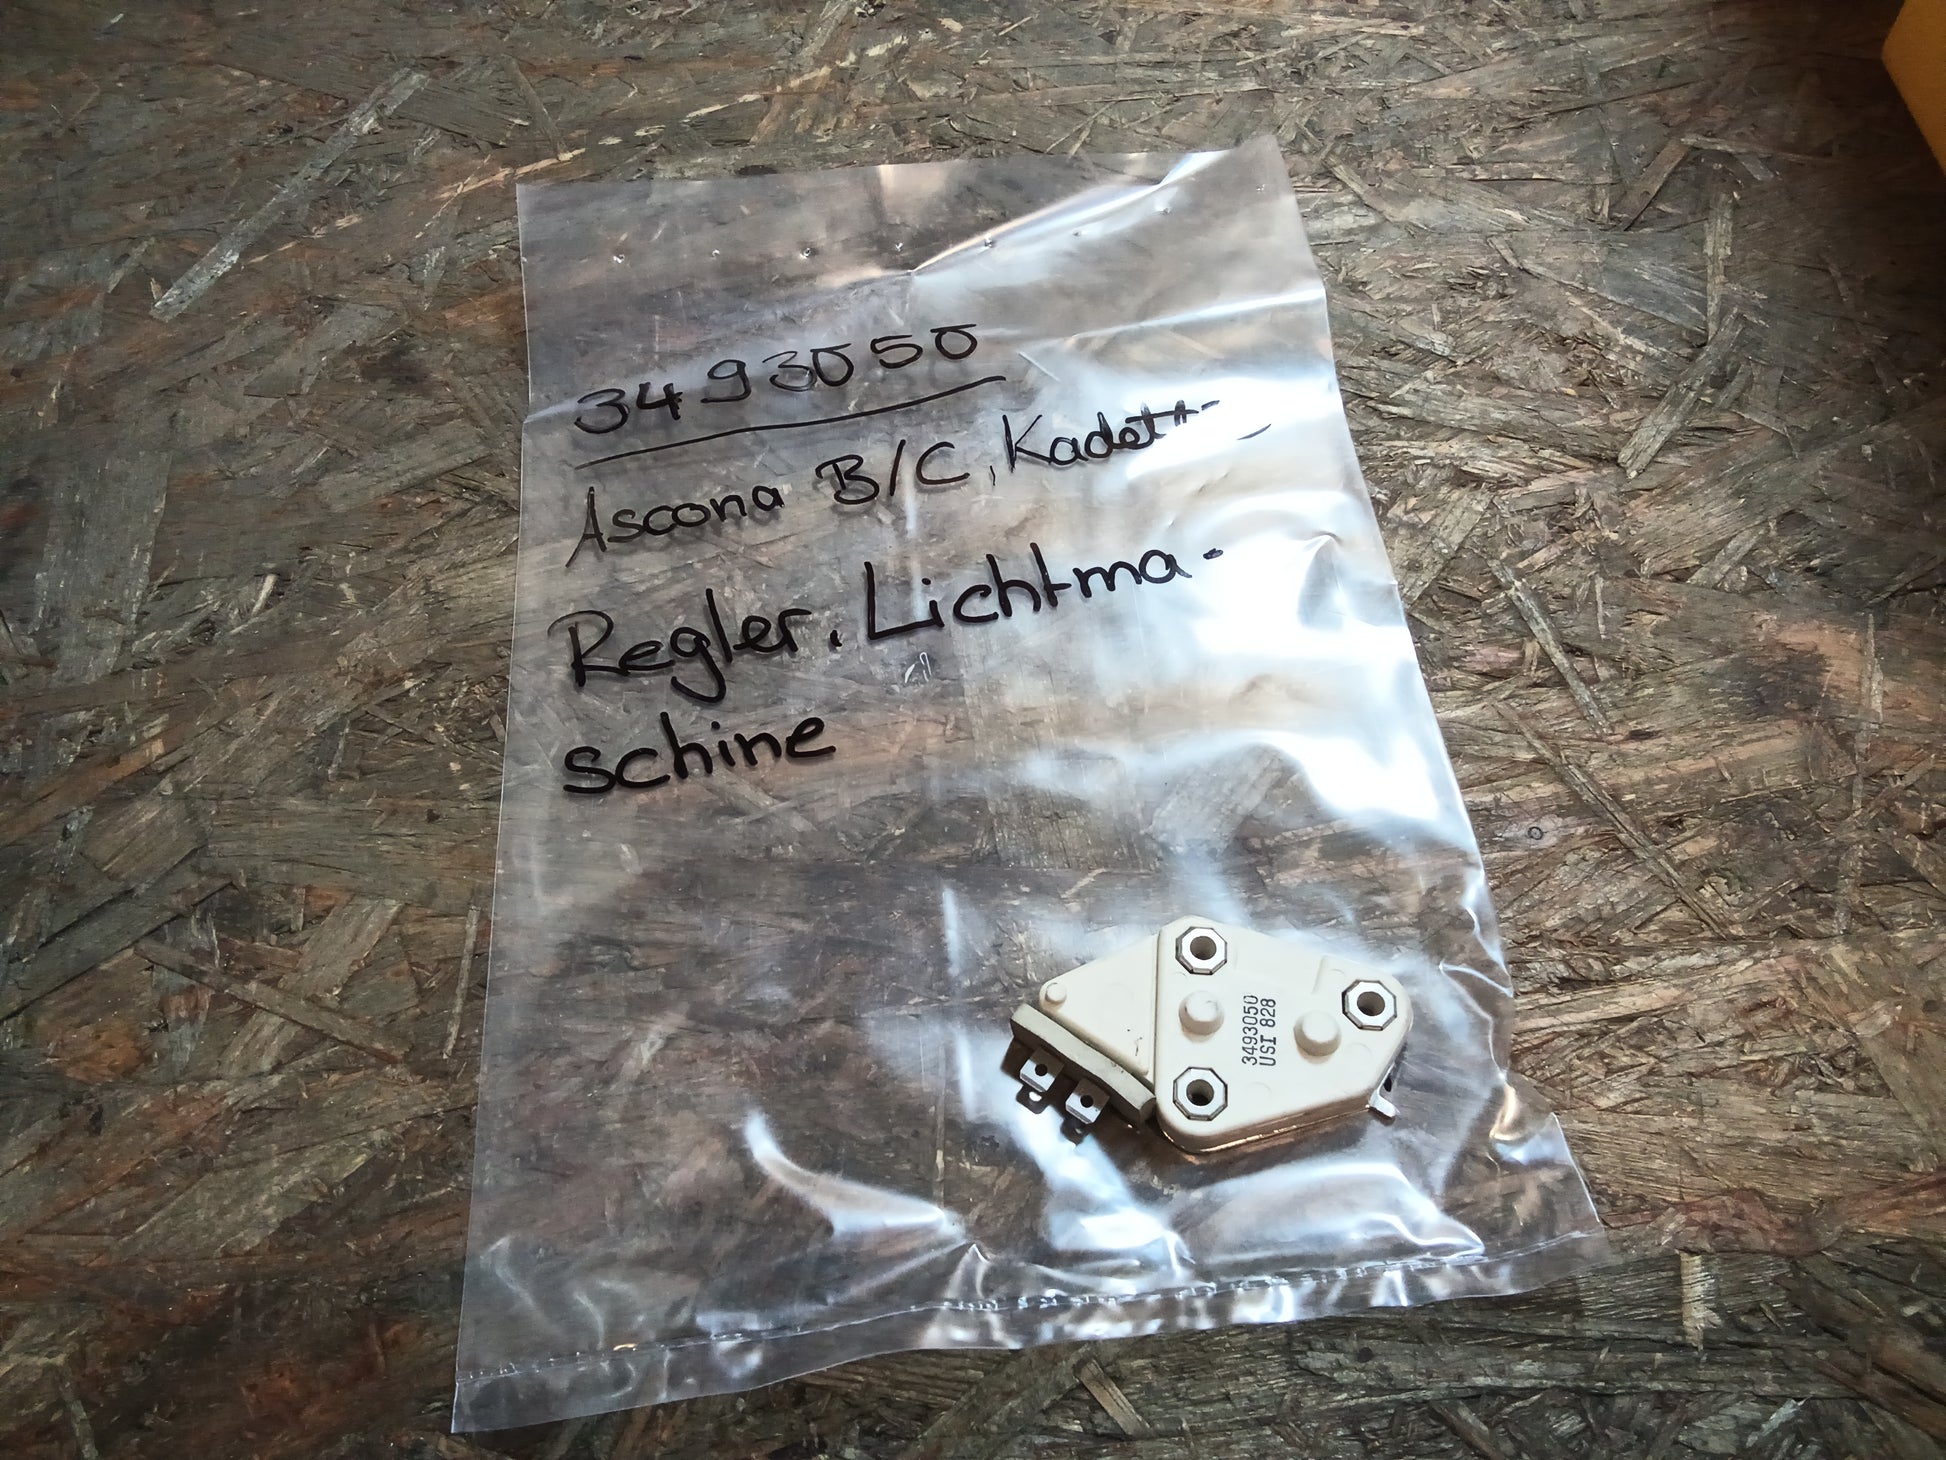 3493050
Ascona B/C, Kadett
Regler. Lichtma-
schine
3493050
USI 828